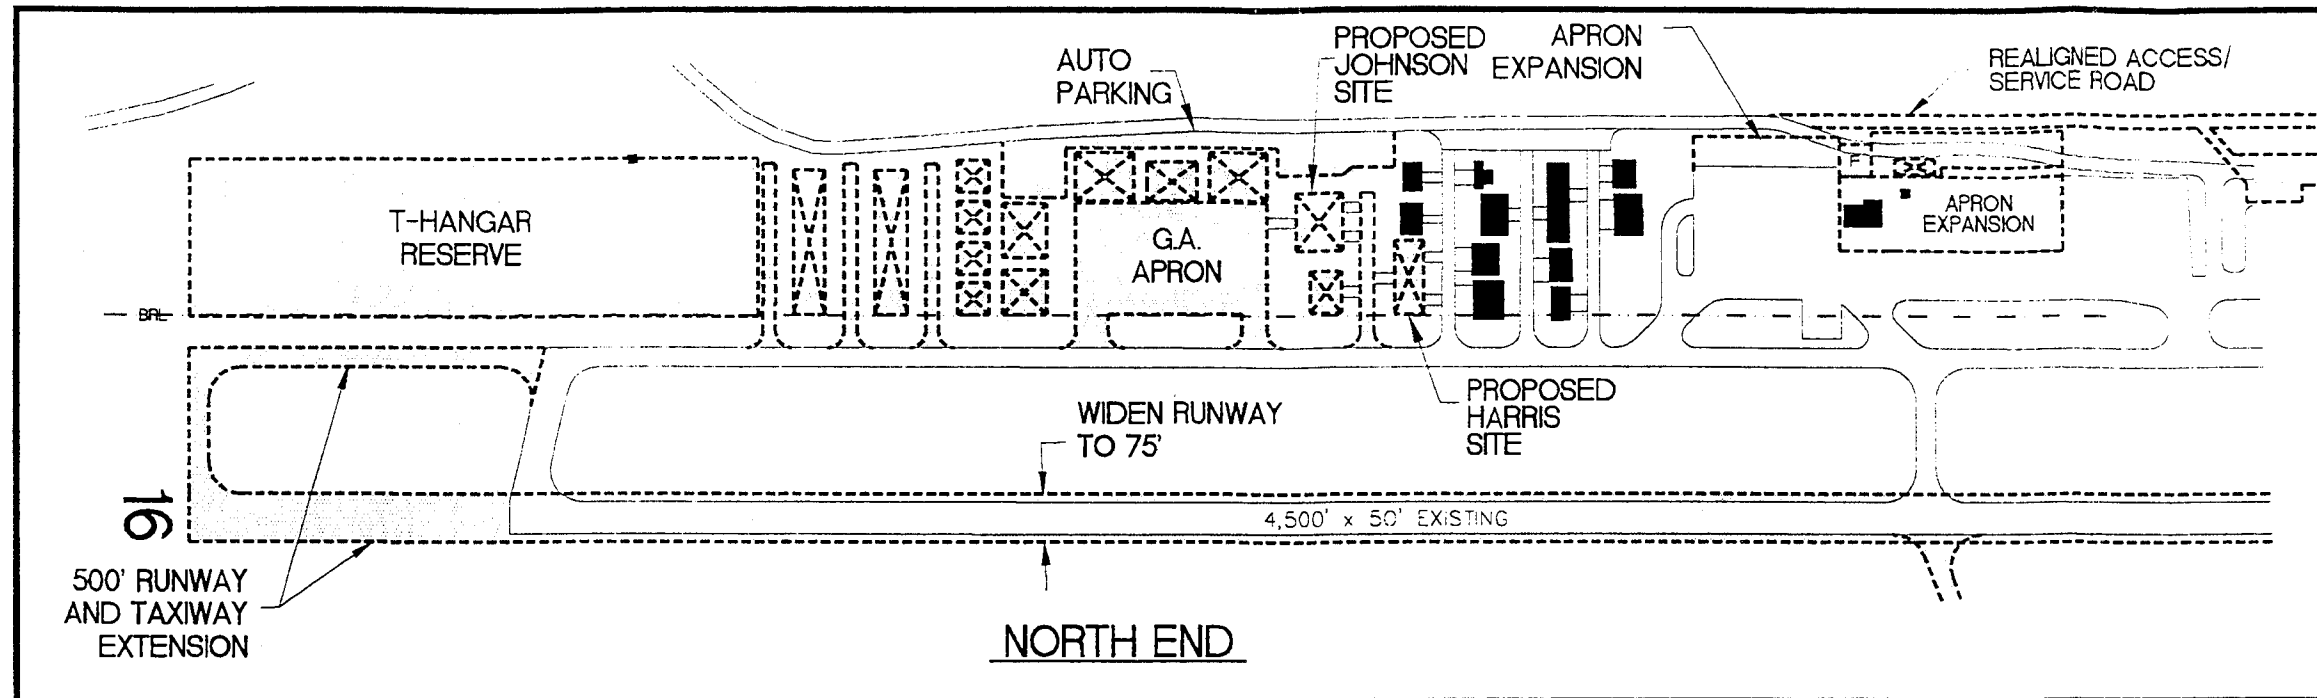 AUTO
PARKING
PROPOSED
JOHNSON
SITE
APRON
EXPANSION
REALIGNED ACCESS/
SERVICE ROAD
T-HANGAR
RESERVE
G.A.
APRON
F
APRON
EXPANSION
BRL
WIDEN RUNWAY
TO 75'
PROPOSED
HARRIS
SITE
16
4,500' x 50' EXISTING
500' RUNWAY
AND TAXIWAY
EXTENSION
NORTH END